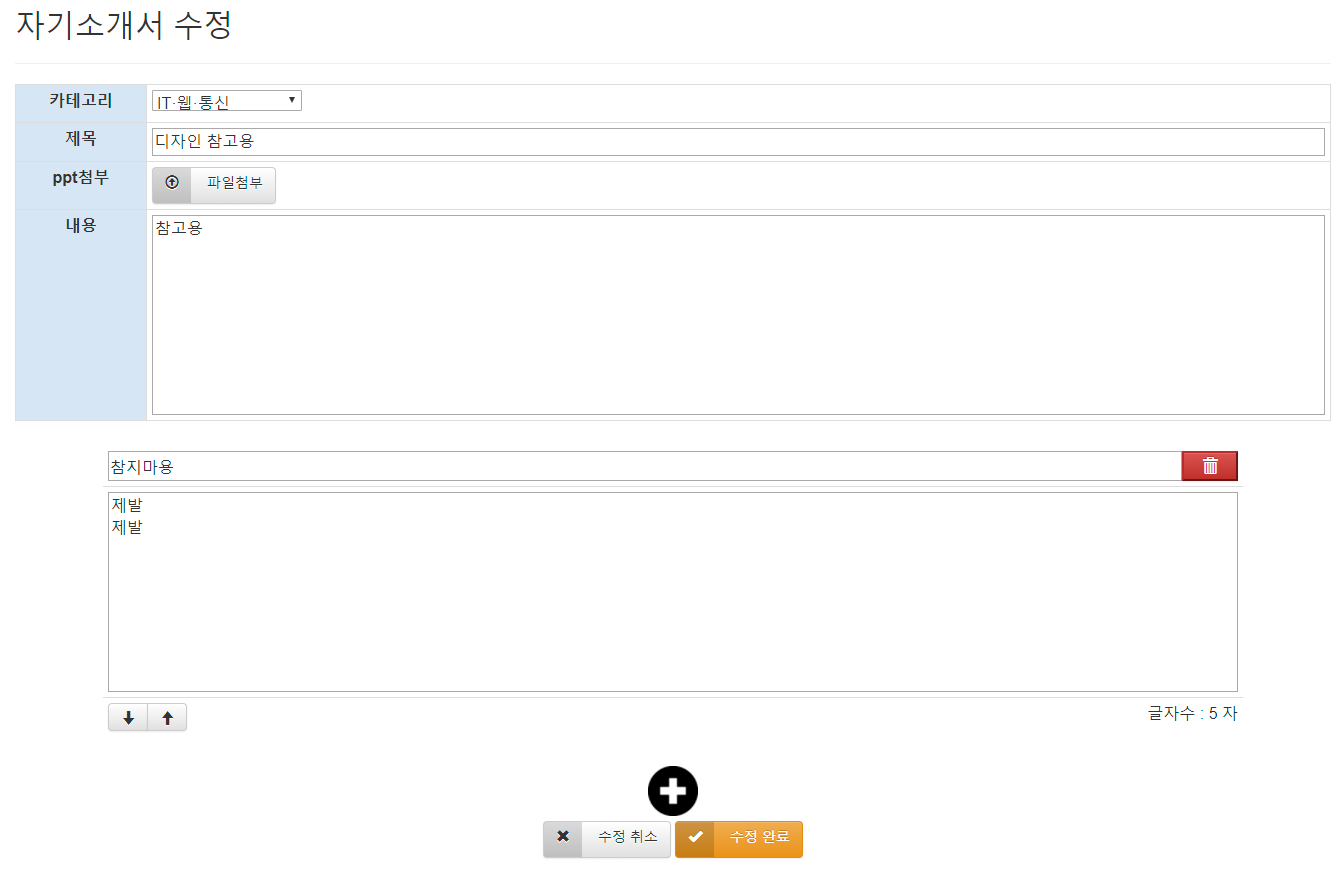 자기소개서 수정
카테고리
IT·웹·통신
제목
디자인 참고용
ppt첨부
파일첨부
내용
참고용
참지마용
제발
제발
글자수 : 5 자
수정 취소
수정 완료